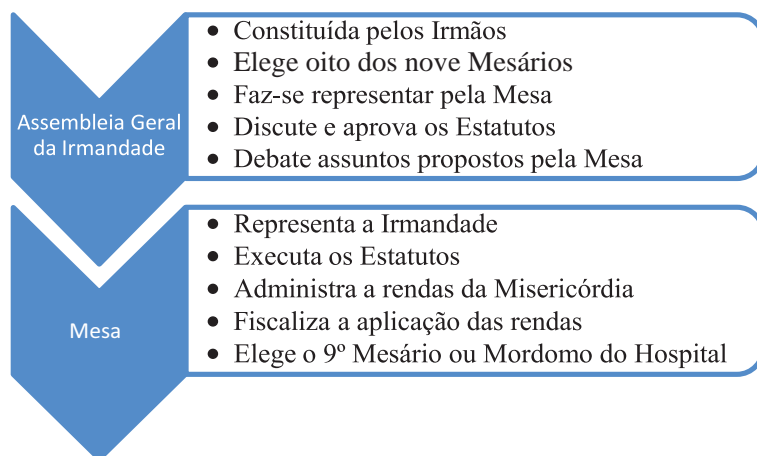 Assembleia Geral
da Irmandade
• Constituída pelos Irmãos
• Elege oito dos nove Mesários
• Faz-se representar pela Mesa
• Discute e aprova os Estatutos
• Debate assuntos propostos pela Mesa
Mesa
• Representa a Irmandade
• Executa os Estatutos
• Administra a rendas da Misericórdia
• Fiscaliza a aplicação das rendas
• Elege o 9º Mesário ou Mordomo do Hospital